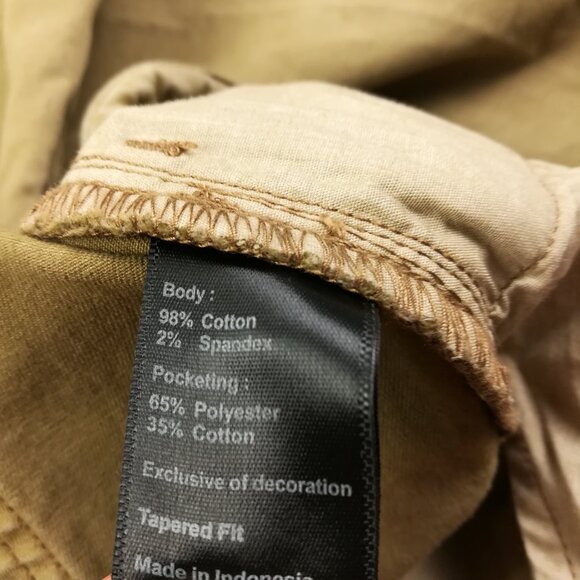 Body :
98% Cotton
2% Spandex
Pocketing :
65% Polyester
35% Cotton
Exclusive of decoration
Tapered Fit
Made in Indonesia